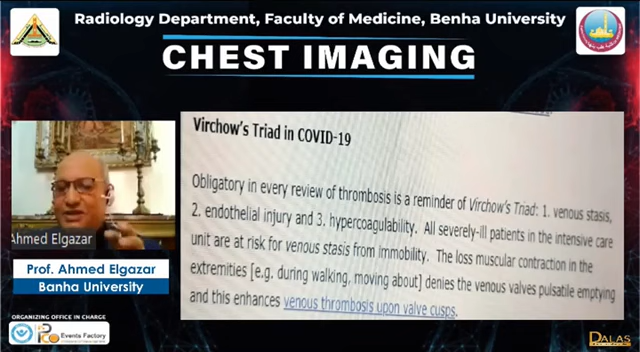 Radiology Department, Faculty of Medicine, Benha University
CHEST IMAGING
Virchow's Triad in COVID-19
Obligatory in every review of thrombosis is a reminder of Virchow's Triad: 1. venous stasis,
2. endothelial injury and 3. hypercoagulability. All severely-ill patients in the intensive care
unit are at risk for venous stasis from immobility. The loss muscular contraction in the
extremities [e.g. during walking, moving about] denies the venous valves pulsatile emptying
and this enhances venous thrombosis upon valve cusps.
Ahmed Elgazar
Prof. Ahmed Elgazar
Banha University
ORGANIZING OFFICE IN CHARGE
Events Factory
DALAS